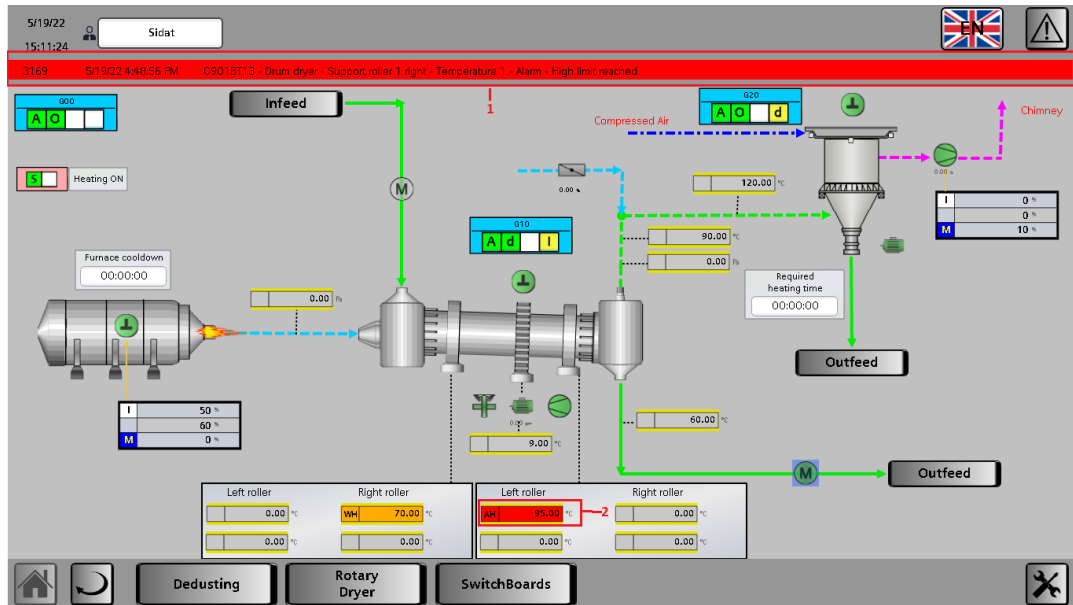 5/19/22
15:11:24
Sidat
EN
3169 5/19/22 4:48:56 PM 0901BT13 - Drum dryer - Support roller 1 right - Temperatura 1 - Alarm - High limit reached
1
G00
A O
Infeed
Compressed Air
G20
A O d
Chimney
S Heating ON
M
0.00 %
120.00 °C
0.00 %
I 0 %
0 %
M 10 %
G10
A d I
90.00 °C
0.00 Pa
Furnace cooldown
00:00:00
Required
heating time
00:00:00
0.00 Pa
Outfeed
I 50 %
60 %
M 0 %
0.00
9.00 °C
60.00 °C
M
Outfeed
Left roller Right roller
0.00 °C WH 70.00 °C
0.00 °C 0.00 °C
Left roller Right roller
AH 95.00 °C 2 0.00 °C
0.00 °C 0.00 °C
Dedusting
Rotary
Dryer
SwitchBoards